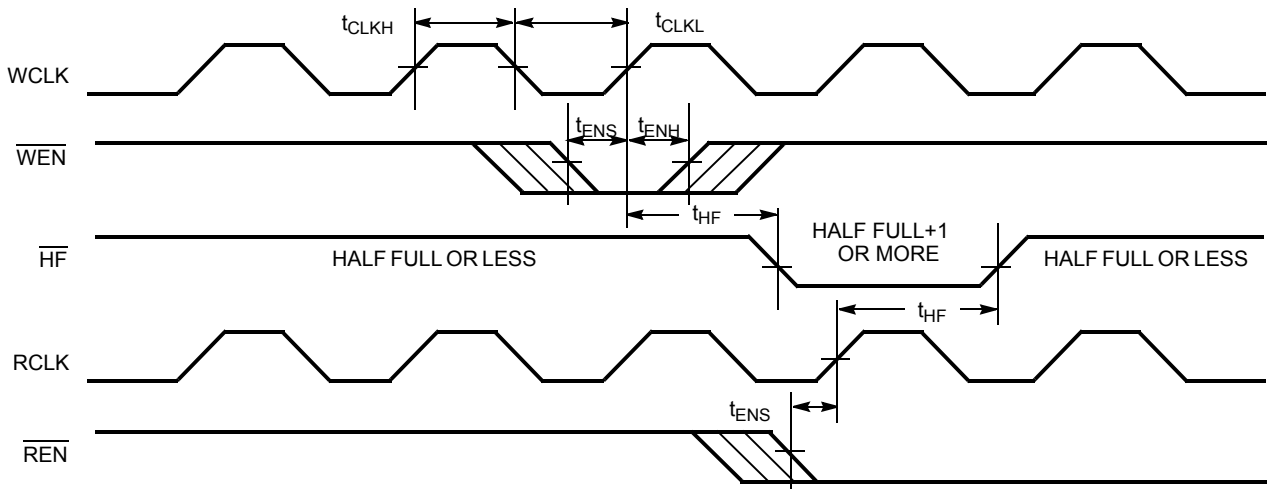 tCLKH
tCLKL
WCLK
tENS
tENH
WEN
tHF
HF
HALF FULL OR LESS
HALF FULL+1
OR MORE
HALF FULL OR LESS
tHF
RCLK
tENS
REN